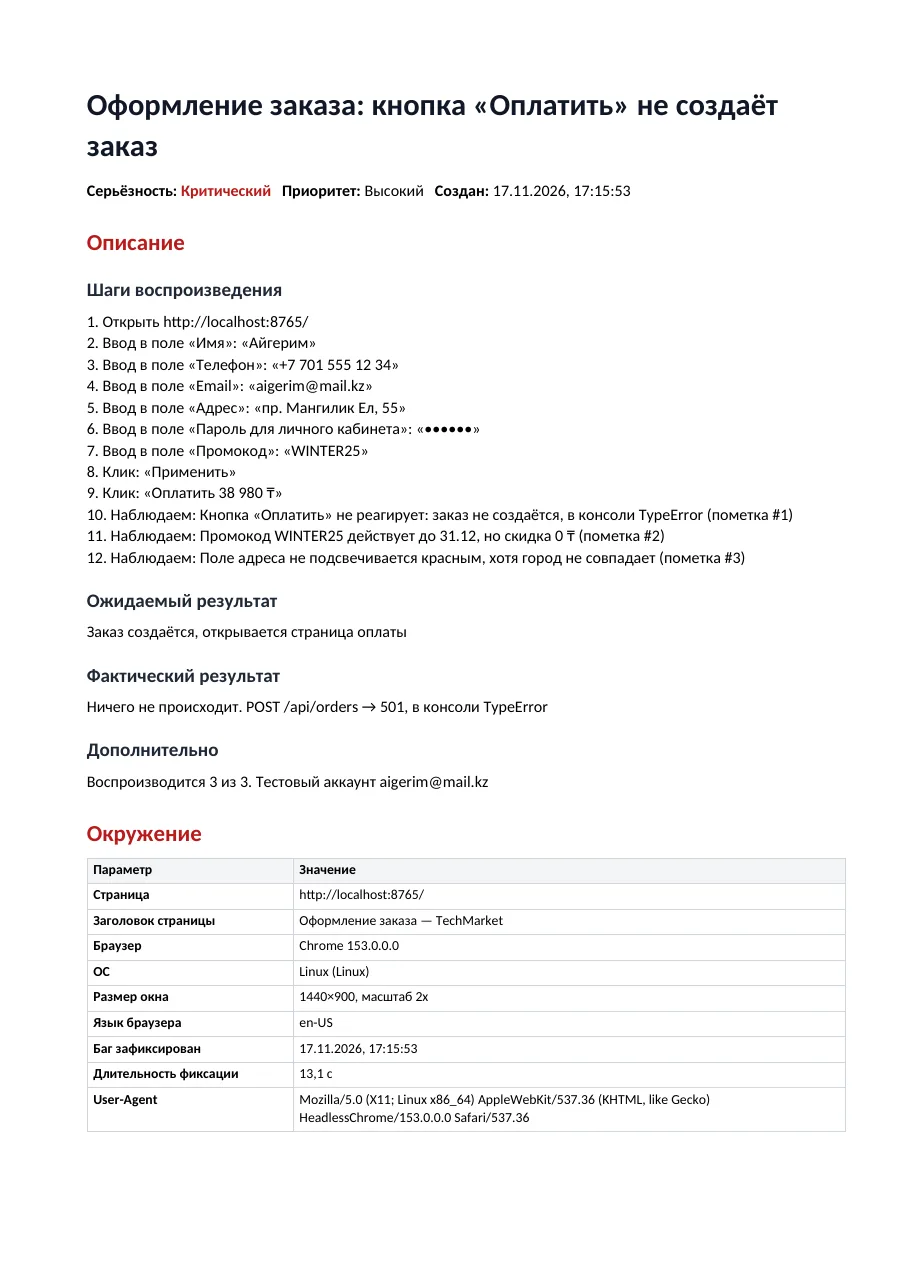 Оформление заказа: кнопка «Оплатить» не создаёт
заказ
Серьёзность: Критический Приоритет: Высокий Создан: 17.11.2026, 17:15:53
Описание
Шаги воспроизведения
1. Открыть http://localhost:8765/
2. Ввод в поле «Имя»: «Айгерим»
3. Ввод в поле «Телефон»: «+7 701 555 12 34»
4. Ввод в поле «Email»: «aigerim@mail.kz»
5. Ввод в поле «Адрес»: «пр. Мангилик Ел, 55»
6. Ввод в поле «Пароль для личного кабинета»: «●●●●●●»
7. Ввод в поле «Промокод»: «WINTER25»
8. Клик: «Применить»
9. Клик: «Оплатить 38 980 ₸»
10. Наблюдаем: Кнопка «Оплатить» не реагирует: заказ не создаётся, в консоли TypeError (пометка #1)
11. Наблюдаем: Промокод WINTER25 действует до 31.12, но скидка 0 ₸ (пометка #2)
12. Наблюдаем: Поле адреса не подсвечивается красным, хотя город не совпадает (пометка #3)
Ожидаемый результат
Заказ создаётся, открывается страница оплаты
Фактический результат
Ничего не происходит. POST /api/orders → 501, в консоли TypeError
Дополнительно
Воспроизводится 3 из 3. Тестовый аккаунт aigerim@mail.kz
Окружение
Параметр Значение
Страница http://localhost:8765/
Заголовок страницы Оформление заказа — TechMarket
Браузер Chrome 153.0.0.0
ОС Linux (Linux)
Размер окна 1440×900, масштаб 2x
Язык браузера en-US
Баг зафиксирован 17.11.2026, 17:15:53
Длительность фиксации 13,1 с
User-Agent Mozilla/5.0 (X11; Linux x86_64) AppleWebKit/537.36 (KHTML, like Gecko)
HeadlessChrome/153.0.0.0 Safari/537.36